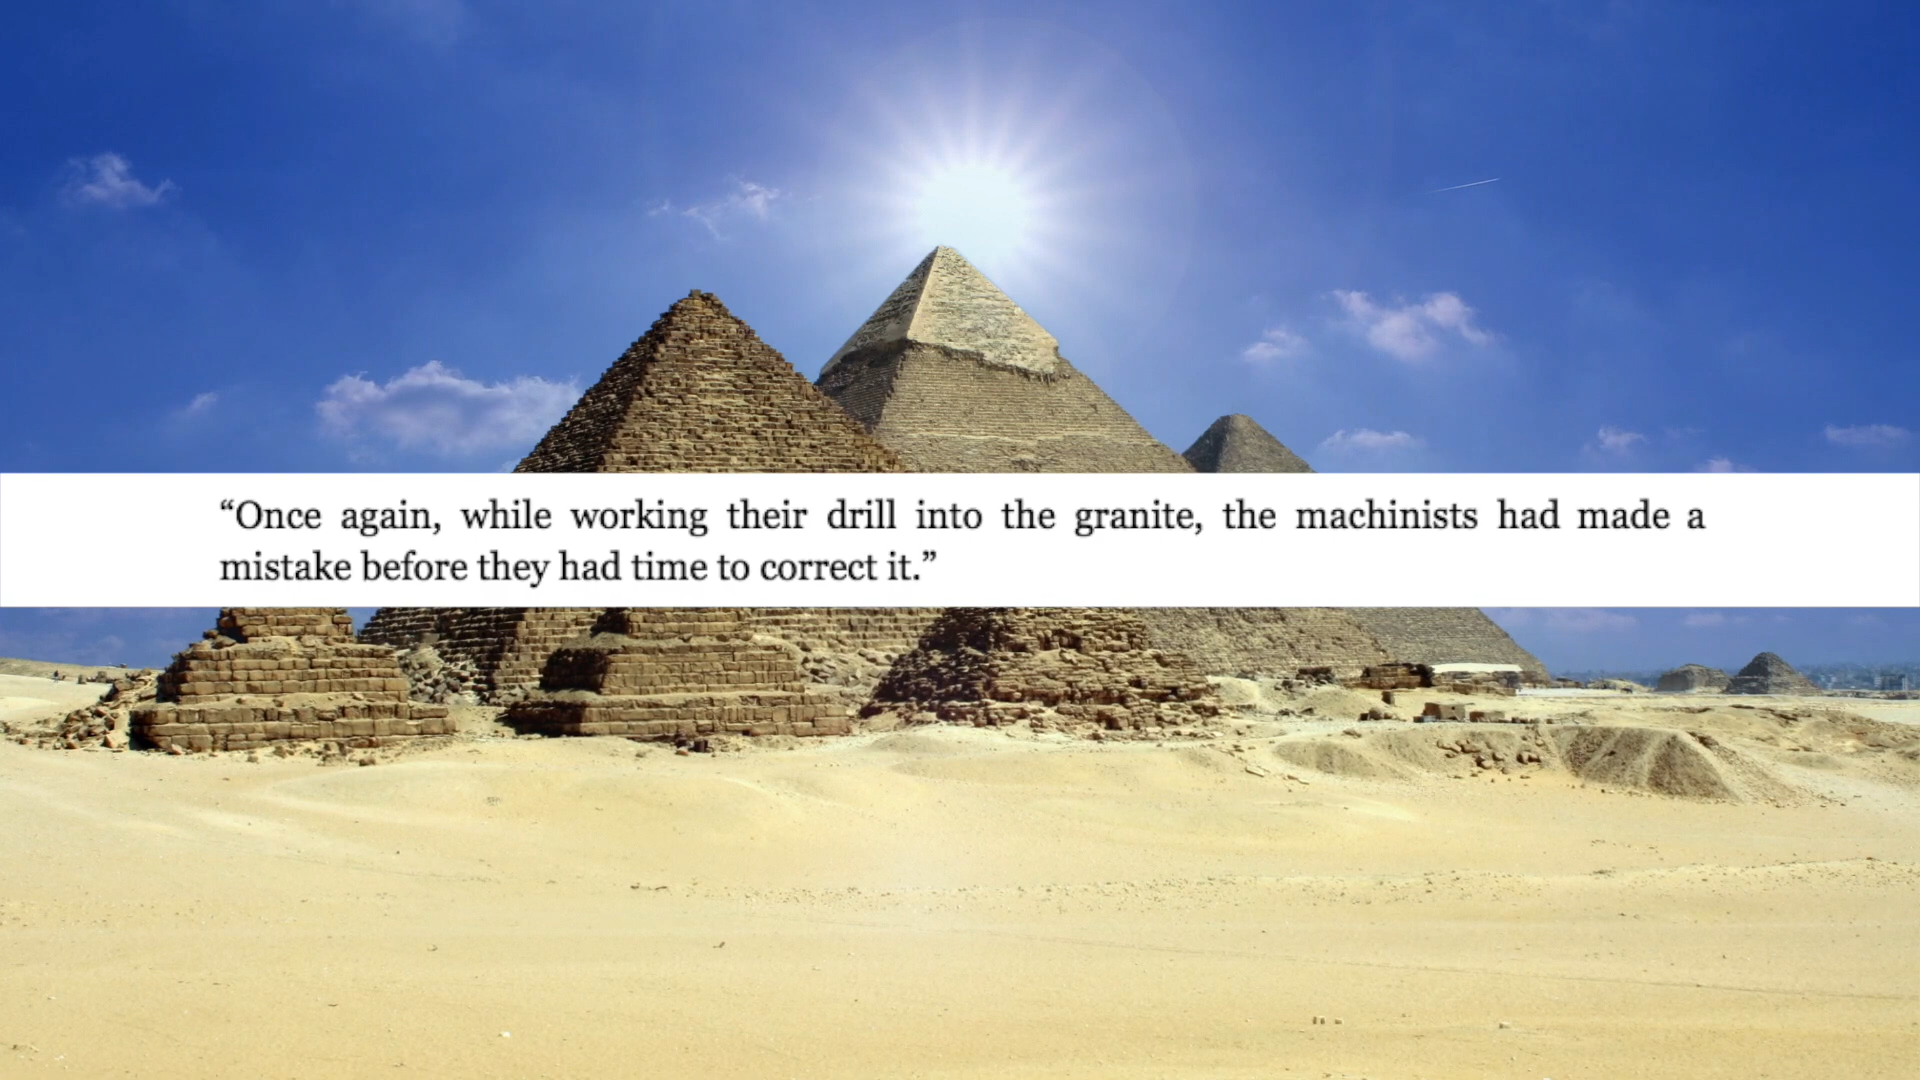 “Once again, while working their drill into the granite, the machinists had made a
mistake before they had time to correct it.”